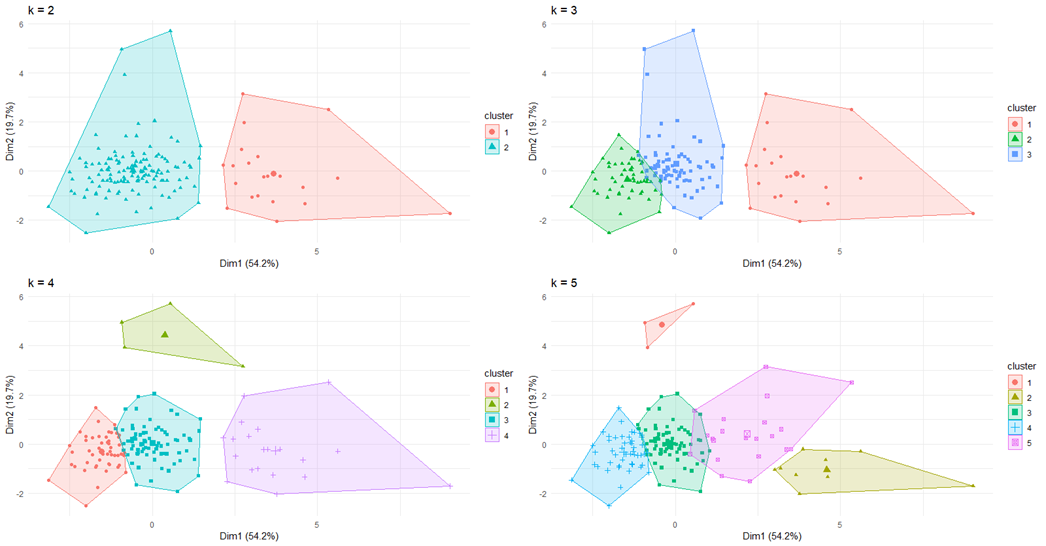 k = 2
6
4
2
0
-2
Dim2 (19.7%)
0
5
Dim1 (54.2%)
cluster
1
2
k = 3
6
4
2
0
-2
Dim2 (19.7%)
0
5
Dim1 (54.2%)
cluster
1
2
3
k = 4
6
4
2
0
-2
Dim2 (19.7%)
0
5
Dim1 (54.2%)
cluster
1
2
3
4
k = 5
6
4
2
0
-2
Dim2 (19.7%)
0
5
Dim1 (54.2%)
cluster
1
2
3
4
5